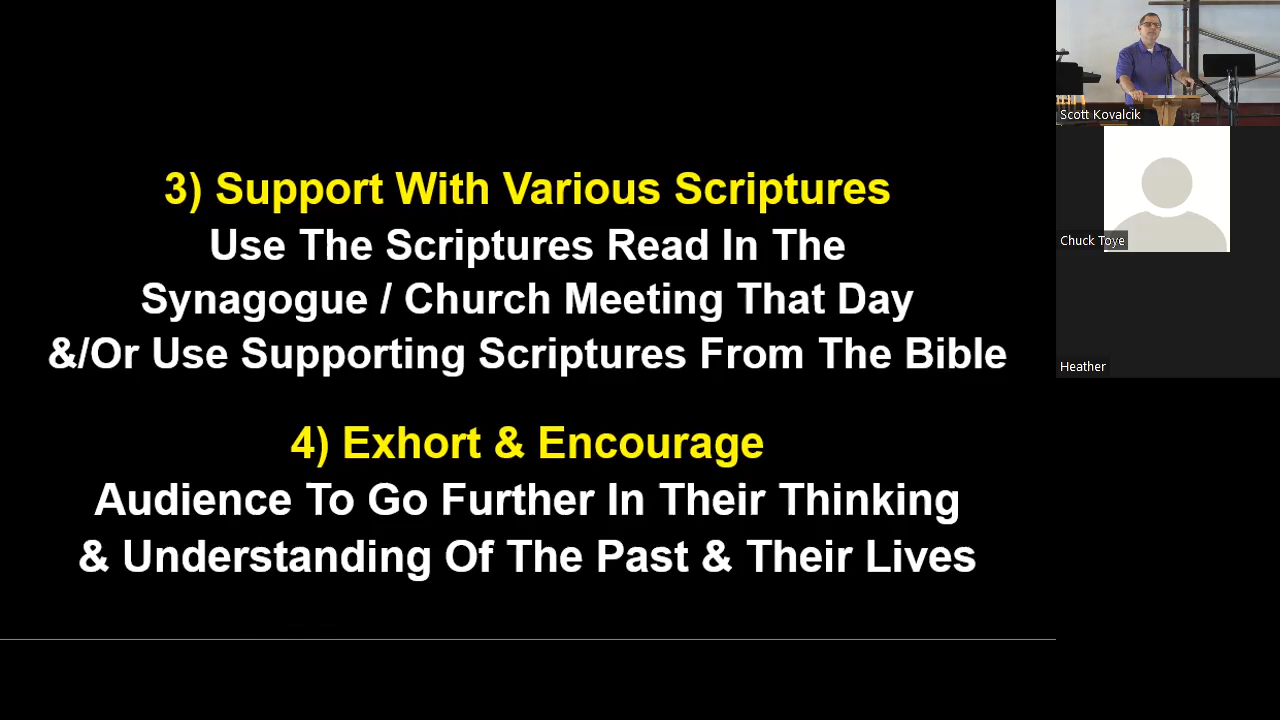 3) Support With Various Scriptures
Use The Scriptures Read In The
Synagogue / Church Meeting That Day
&/Or Use Supporting Scriptures From The Bible
4) Exhort & Encourage
Audience To Go Further In Their Thinking
& Understanding Of The Past & Their Lives
Scott Kovalcik
Chuck Toye
Heather